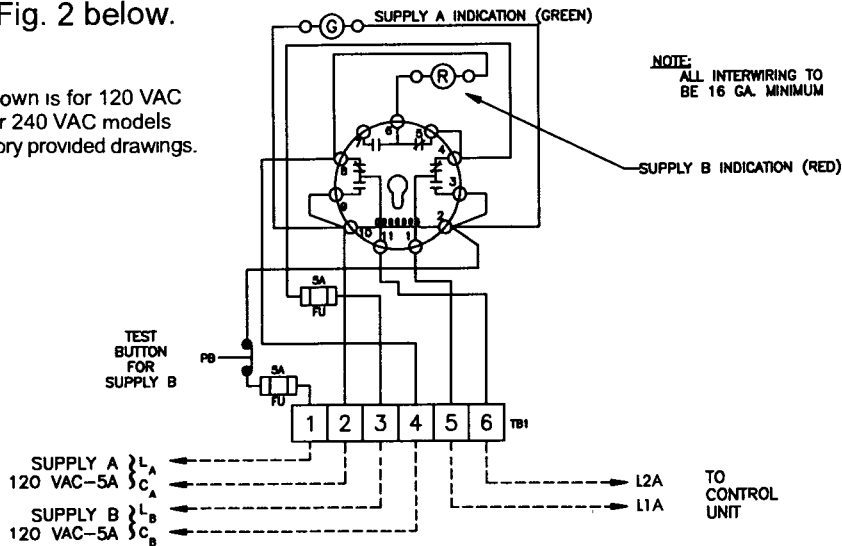 Fig. 2 below.
own is for 120 VAC
r 240 VAC models
ory provided drawings.
SUPPLY A INDICATION (GREEN)
G
R
NOTE:
ALL INTERWIRING TO
BE 16 GA. MINIMUM
SUPPLY B INDICATION (RED)
6
7
5
8
4
9
3
10
2
11
1
5A
FU
TEST
BUTTON
FOR
SUPPLY B
PB
5A
FU
1 2 3 4 5 6 TB1
SUPPLY A LA
120 VAC-5A CA
SUPPLY B LB
120 VAC-5A CB
L2A
L1A
TO
CONTROL
UNIT